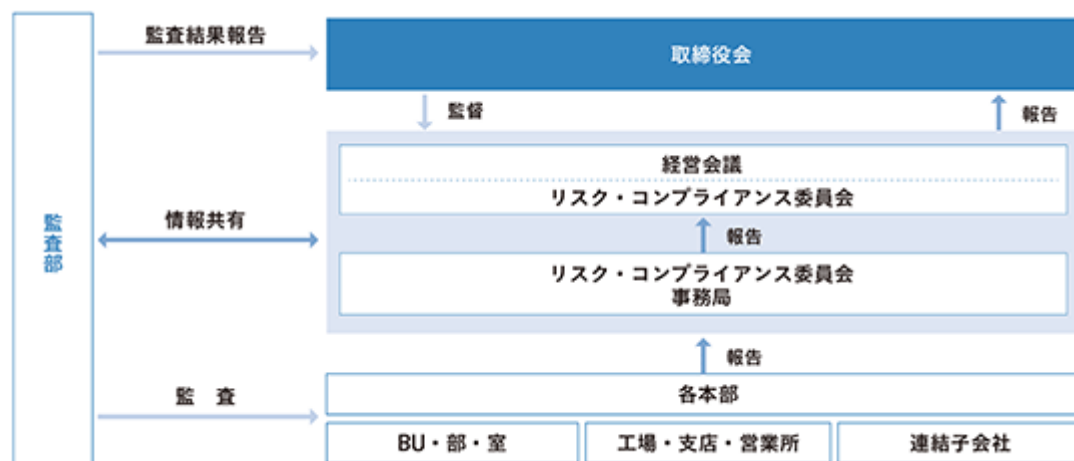 監査結果報告
取締役会
監督
報告
経営会議
リスク・コンプライアンス委員会
情報共有
報告
監査部
リスク・コンプライアンス委員会
事務局
報告
監 査
各本部
BU・部・室
工場・支店・営業所
連結子会社